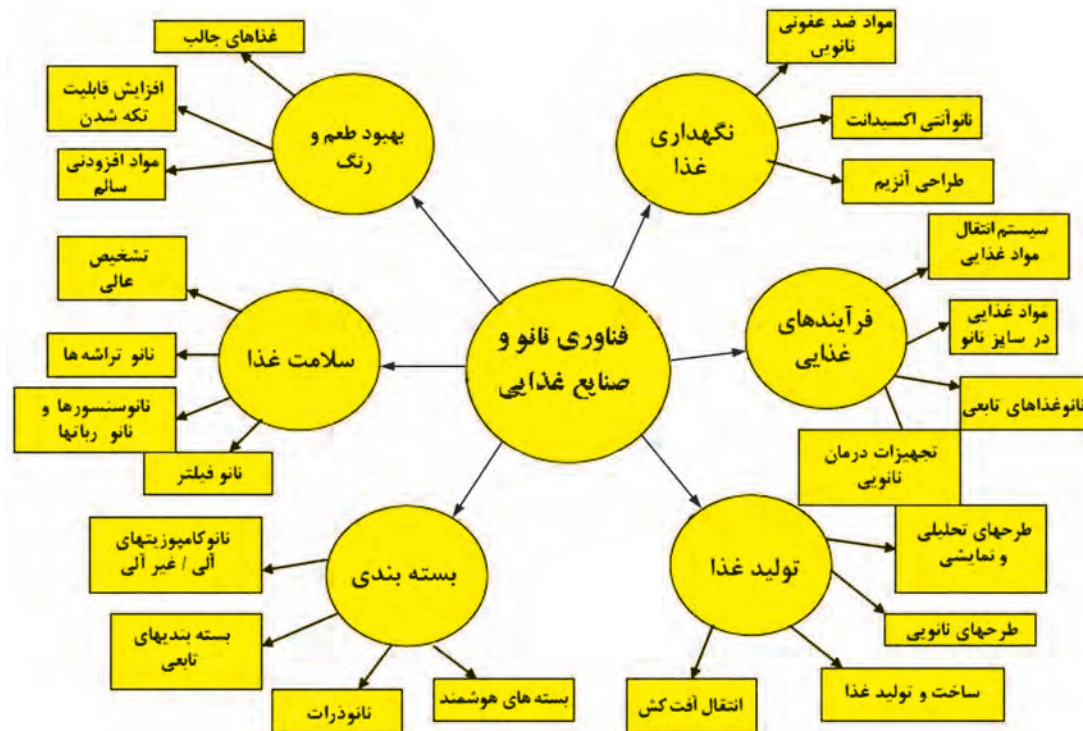 غذاهای جالب
افزایش قابلیت
تکه شدن
مواد افزودنی
سالم
بهبود طعم و
رنگ
مواد ضد عفونی
نانویی
نانوآنتی اکسیدانت
طراحی آنزیم
نگهداری
غذا
فناوری نانو و
صنایع غذایی
سیستم انتقال
مواد غذایی
مواد غذایی
در سایز نانو
نانوغذاهای تابعی
تجهیزات درمان
نانویی
فرآیندهای
غذایی
تشخیص
عالی
نانو تراشه ها
نانوسنسورها و
نانو رباتها
نانو فیلتر
سلامت غذا
طرحهای تحلیلی
و نمایشی
طرحهای نانویی
ساخت و تولید غذا
انتقال آفت کش
تولید غذا
نانوکامپوزیتهای
آلی / غیر آلی
بسته بندیهای
تابعی
نانوذرات
بسته های هوشمند
بسته بندی